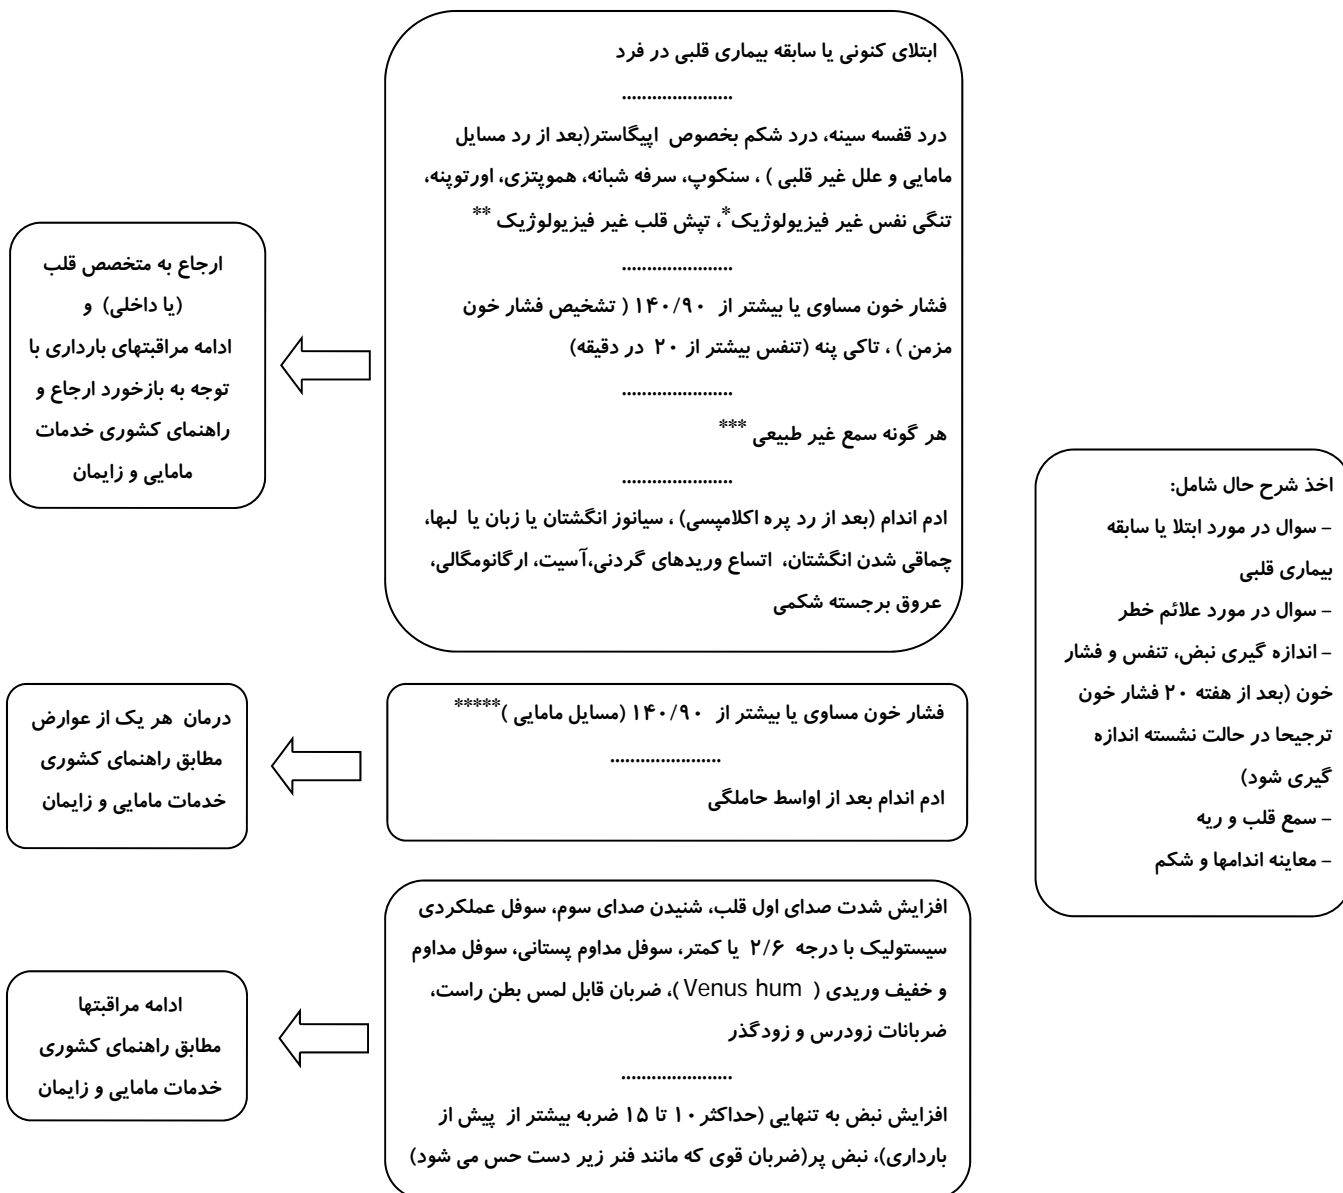 اخذ شرح حال شامل:
- سوال در مورد ابتلا یا سابقه
بیماری قلبی
- سوال در مورد علائم خطر
- اندازه گیری نبض، تنفس و فشار
خون (بعد از هفته ۲۰ فشار خون
ترجیحا در حالت نشسته اندازه
گیری شود)
- سمع قلب و ریه
- معاینه اندامها و شکم
ابتلای کنونی یا سابقه بیماری قلبی در فرد
......................
درد قفسه سینه، درد شکم بخصوص اپیگاستر(بعد از رد مسایل
مامایی و علل غیر قلبی ) ، سنکوپ، سرفه شبانه، هموپتزی، اورتوپنه،
تنگی نفس غیر فیزیولوژیک*، تپش قلب غیر فیزیولوژیک **
......................
فشار خون مساوی یا بیشتر از ۱۴۰/۹۰ ( تشخیص فشار خون
مزمن ) ، تاکی پنه (تنفس بیشتر از ۲۰ در دقیقه)
......................
هر گونه سمع غیر طبیعی ***
......................
ادم اندام (بعد از رد پره اکلامپسی) ، سیانوز انگشتان یا زبان یا لبها،
چماقی شدن انگشتان، اتساع وریدهای گردنی،آسیت، ارگانومگالی،
عروق برجسته شکمی
ارجاع به متخصص قلب
(یا داخلی) و
ادامه مراقبتهای بارداری با
توجه به بازخورد ارجاع و
راهنمای کشوری خدمات
مامایی و زایمان
فشار خون مساوی یا بیشتر از ۱۴۰/۹۰ (مسایل مامایی )*****
......................
ادم اندام بعد از اواسط حاملگی
درمان هر یک از عوارض
مطابق راهنمای کشوری
خدمات مامایی و زایمان
افزایش شدت صدای اول قلب، شنیدن صدای سوم، سوفل عملکردی
سیستولیک با درجه ۲/۶ یا کمتر، سوفل مداوم پستانی، سوفل مداوم
و خفیف وریدی ( Venus hum )، ضربان قابل لمس بطن راست،
ضربانات زودرس و زودگذر
......................
افزایش نبض به تنهایی (حداکثر۱۰ تا ۱۵ ضربه بیشتر از پیش از
بارداری)، نبض پر(ضربان قوی که مانند فنر زیر دست حس می شود)
ادامه مراقبتها
مطابق راهنمای کشوری
خدمات مامایی و زایمان